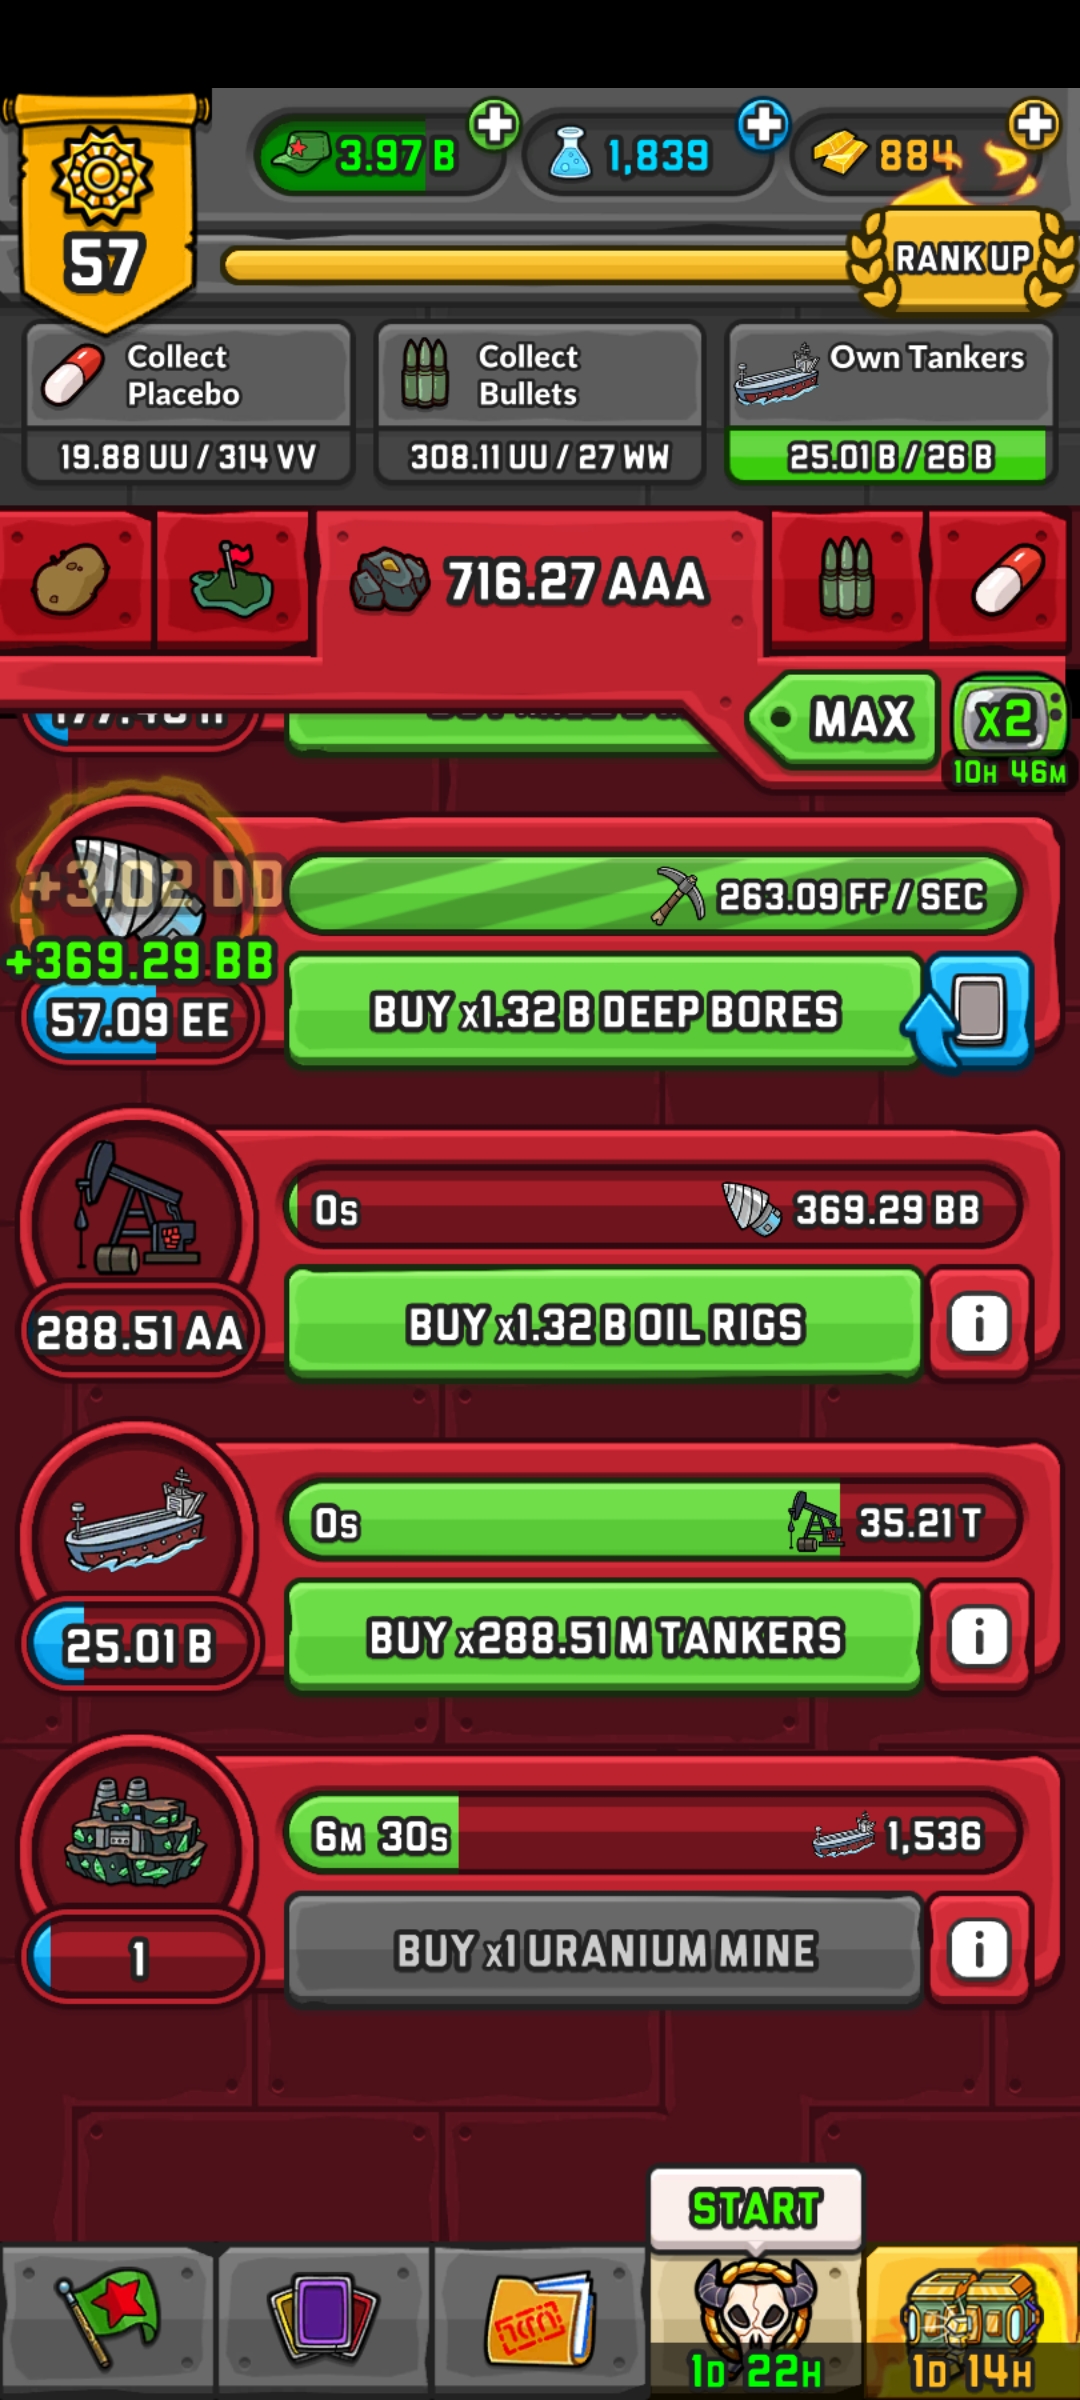 3.97 B
1,839
884
57
RANK UP
Collect
Placebo
19.88 UU / 314 VV
Collect
Bullets
308.11 UU / 27 WW
Own Tankers
25.01 B / 26 B
716.27 AAA
MAX
x2
10H 46M
+3.02 DD
263.09 FF / SEC
+369.29 BB
57.09 EE
BUY x1.32 B DEEP BORES
0s
369.29 BB
288.51 AA
BUY x1.32 B OIL RIGS
i
0s
35.21 T
25.01 B
BUY x288.51 M TANKERS
i
6M 30s
1,536
1
BUY x1 URANIUM MINE
i
START
1D 22H
1D 14H